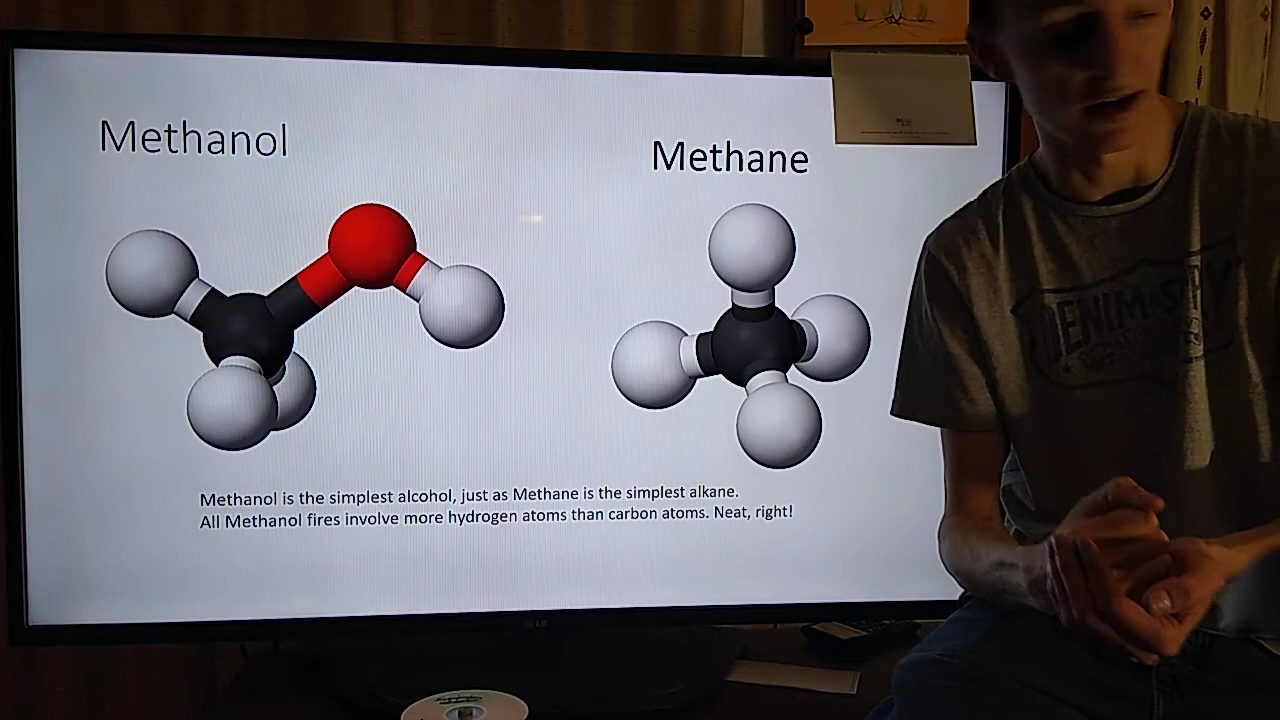 Methanol
Methane
Methanol is the simplest alcohol, just as Methane is the simplest alkane.
All Methanol fires involve more hydrogen atoms than carbon atoms. Neat, right!
LG